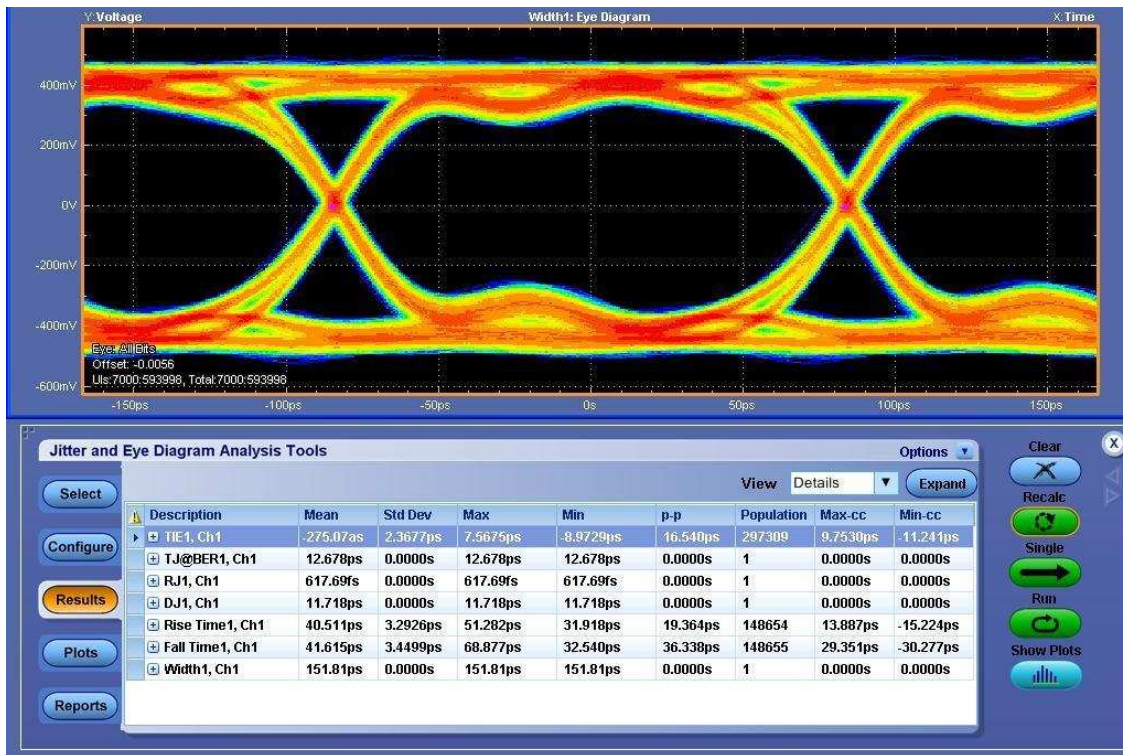 Y:Voltage Width1: Eye Diagram X:Time
400mV
200mV
0V
-200mV
-400mV
-600mV
Eye: All Bits
Offset: -0.0056
UIs:7000:593998, Total:7000:593998
-150ps -100ps -50ps 0s 50ps 100ps 150ps
Jitter and Eye Diagram Analysis Tools Options
View Details Expand
Select
Configure
Results
Plots
Reports
Description Mean Std Dev Max Min p-p Population Max-cc Min-cc
TIE1, Ch1 -275.07as 2.3677ps 7.5675ps -8.9729ps 16.540ps 297309 9.7530ps -11.241ps
TJ@BER1, Ch1 12.678ps 0.0000s 12.678ps 12.678ps 0.0000s 1 0.0000s 0.0000s
RJ1, Ch1 617.69fs 0.0000s 617.69fs 617.69fs 0.0000s 1 0.0000s 0.0000s
DJ1, Ch1 11.718ps 0.0000s 11.718ps 11.718ps 0.0000s 1 0.0000s 0.0000s
Rise Time1, Ch1 40.511ps 3.2926ps 51.282ps 31.918ps 19.364ps 148654 13.887ps -15.224ps
Fall Time1, Ch1 41.615ps 3.4499ps 68.877ps 32.540ps 36.338ps 148655 29.351ps -30.277ps
Width1, Ch1 151.81ps 0.0000s 151.81ps 151.81ps 0.0000s 1 0.0000s 0.0000s
Clear
Recalc
Single
Run
Show Plots
X